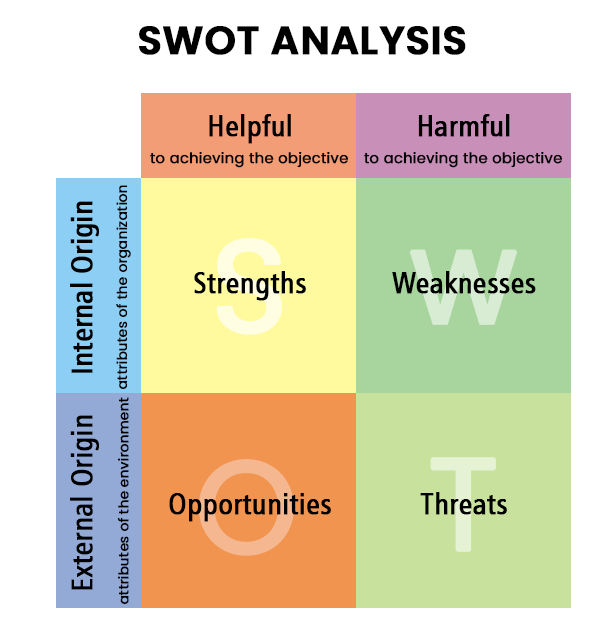 SWOT ANALYSIS
Helpful
to achieving the objective
Harmful
to achieving the objective
Internal Origin
attributes of the organization
S
Strengths
W
Weaknesses
External Origin
attributes of the environment
O
Opportunities
T
Threats